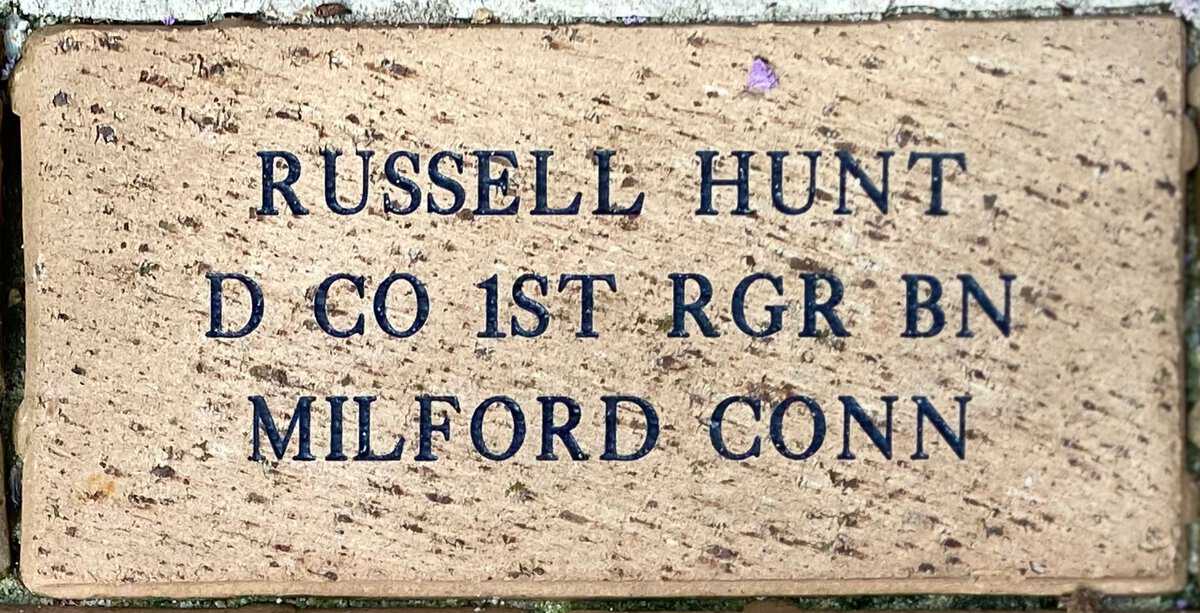 RUSSELL HUNT
D CO 1ST RGR BN
MILFORD CONN